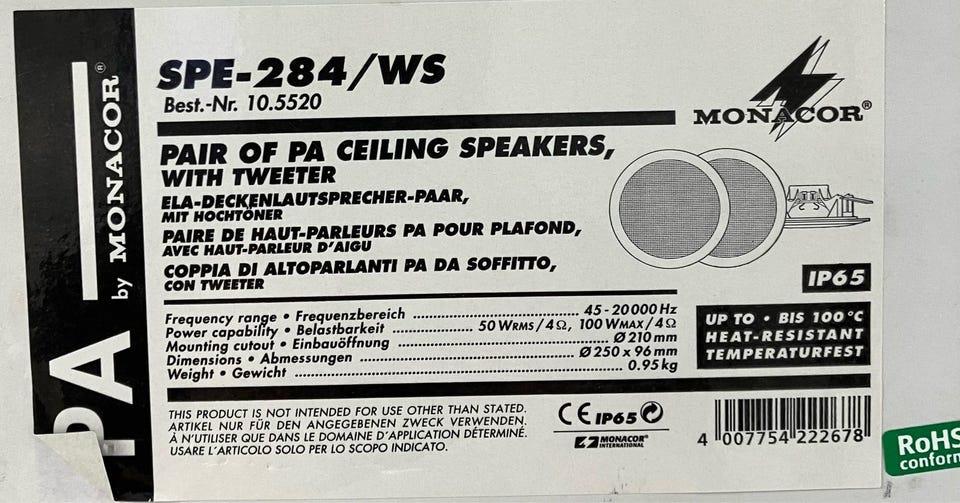 PA by MONACOR®
SPE-284/WS
Best.-Nr. 10.5520
MONACOR®
PAIR OF PA CEILING SPEAKERS,
WITH TWEETER
ELA-DECKENLAUTSPRECHER-PAAR,
MIT HOCHTÖNER
PAIRE DE HAUT-PARLEURS PA POUR PLAFOND,
AVEC HAUT-PARLEUR D'AIGU
COPPIA DI ALTOPARLANTI PA DA SOFFITTO,
CON TWEETER
IP65
Frequency range • Frequenzbereich ........ 45-20000 Hz
Power capability • Belastbarkeit ........ 50 WRMS/4Ω, 100 WMAX/4Ω
Mounting cutout • Einbauöffnung ........ Ø 210 mm
Dimensions • Abmessungen ........ Ø 250 x 96 mm
Weight • Gewicht ........ 0.95 kg
UP TO • BIS 100°C
HEAT-RESISTANT
TEMPERATURFEST
THIS PRODUCT IS NOT INTENDED FOR USE OTHER THAN STATED.
ARTIKEL NUR FÜR DEN ANGEGEBENEN ZWECK VERWENDEN.
À N'UTILISER QUE DANS LE DOMAINE D'APPLICATION DÉTERMINÉ.
USARE L'ARTICOLO SOLO PER LO SCOPO INDICATO.
CE IP65
MONACOR®
INTERNATIONAL
4 007754 222678
RoHS
conform